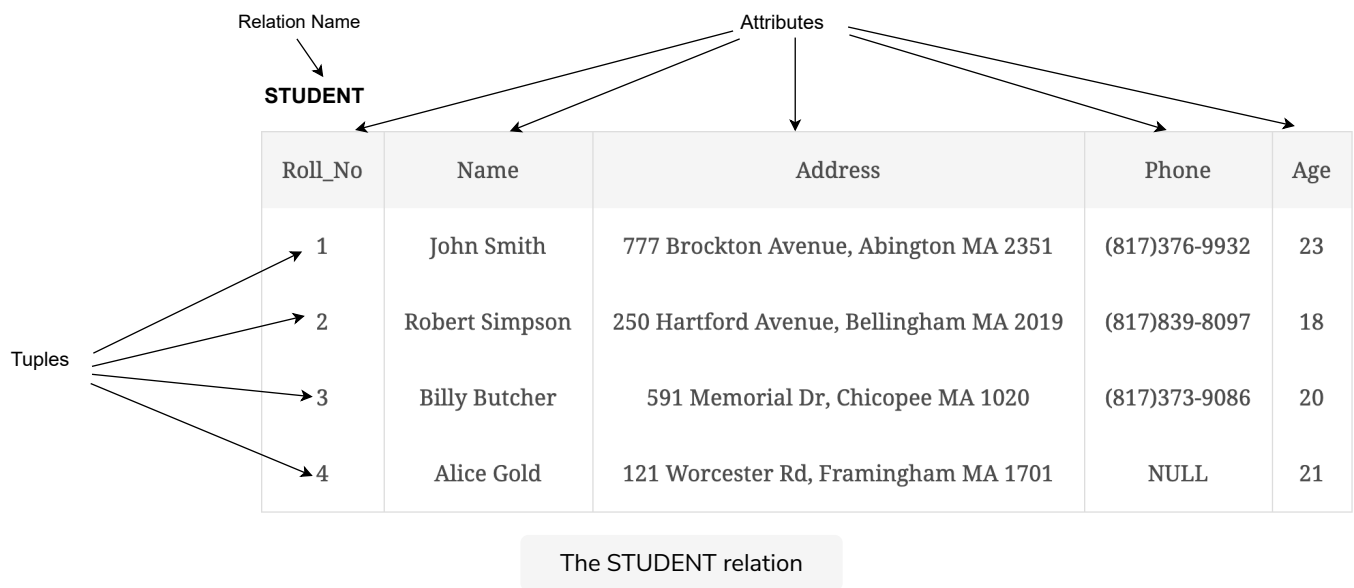 Relation Name
Attributes
STUDENT
Roll_No Name Address Phone Age
1 John Smith 777 Brockton Avenue, Abington MA 2351 (817)376-9932 23
2 Robert Simpson 250 Hartford Avenue, Bellingham MA 2019 (817)839-8097 18
Tuples
3 Billy Butcher 591 Memorial Dr, Chicopee MA 1020 (817)373-9086 20
4 Alice Gold 121 Worcester Rd, Framingham MA 1701 NULL 21
The STUDENT relation